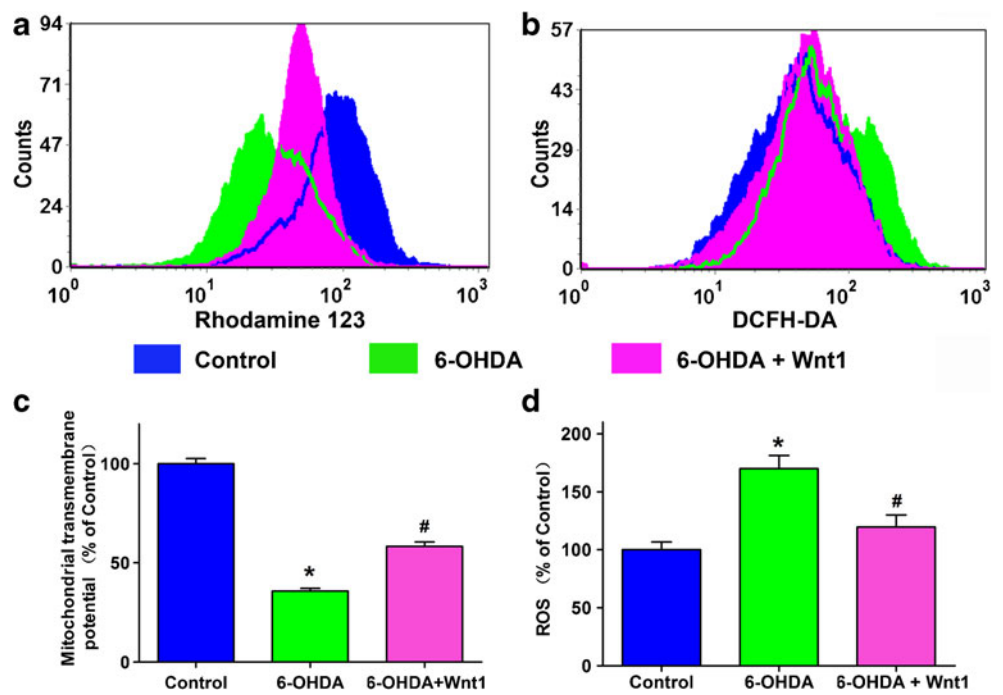 a
94
71
47
24
0
Counts
10^0 10^1 10^2 10^3
Rhodamine 123
b
57
43
29
14
0
Counts
10^0 10^1 10^2 10^3
DCFH-DA
Control 6-OHDA 6-OHDA + Wnt1
c
Mitochondrial transmembrane
potential (% of Control)
100
50
0
*
#
Control 6-OHDA 6-OHDA+Wnt1
d
ROS (% of Control)
200
150
100
50
0
*
#
Control 6-OHDA 6-OHDA + Wnt1